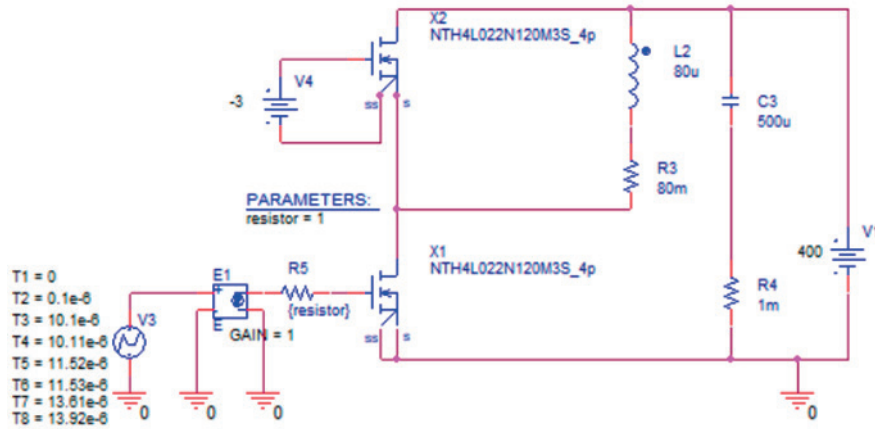 X2
NTH4L022N120M3S_4p
V4
-3
ss
s
L2
80u
C3
500u
R3
80m
PARAMETERS:
resistor = 1
X1
NTH4L022N120M3S_4p
400
R4
1m
E1
R5
{resistor}
GAIN = 1
E
ss
s
T1 = 0
T2 = 0.1e-6
T3 = 10.1e-6
T4 = 10.11e-6
T5 = 11.52e-6
T6 = 11.53e-6
T7 = 13.61e-6
T8 = 13.92e-6
V3
0
0
0
0